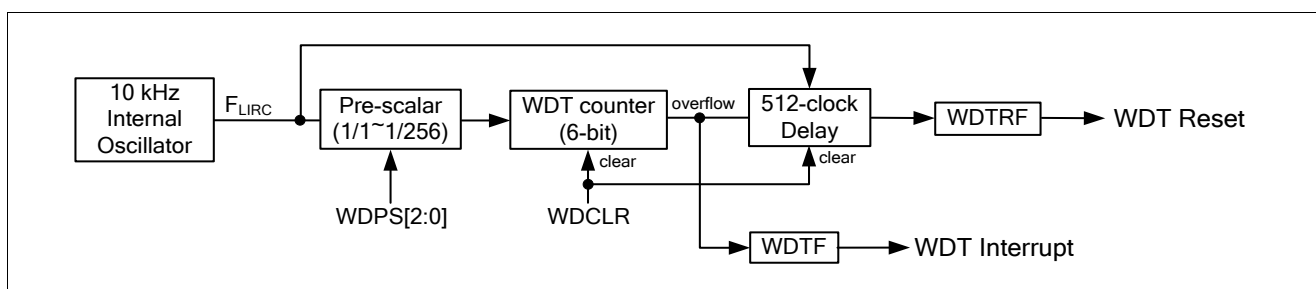 10 kHz
Internal
Oscillator
FLIRC
Pre-scalar
(1/1~1/256)
WDT counter
(6-bit)
overflow
512-clock
Delay
WDTRF
WDT Reset
clear
clear
WDPS[2:0]
WDCLR
WDTF
WDT Interrupt